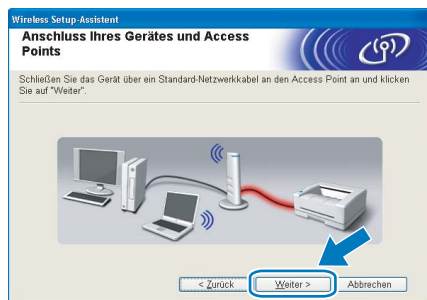 Wireless Setup-Assistent
Anschluss Ihres Gerätes und Access
Points
Schließen Sie das Gerät über ein Standard-Netzwerkkabel an den Access Point an und klicken
Sie auf "Weiter".
< Zurück Weiter > Abbrechen